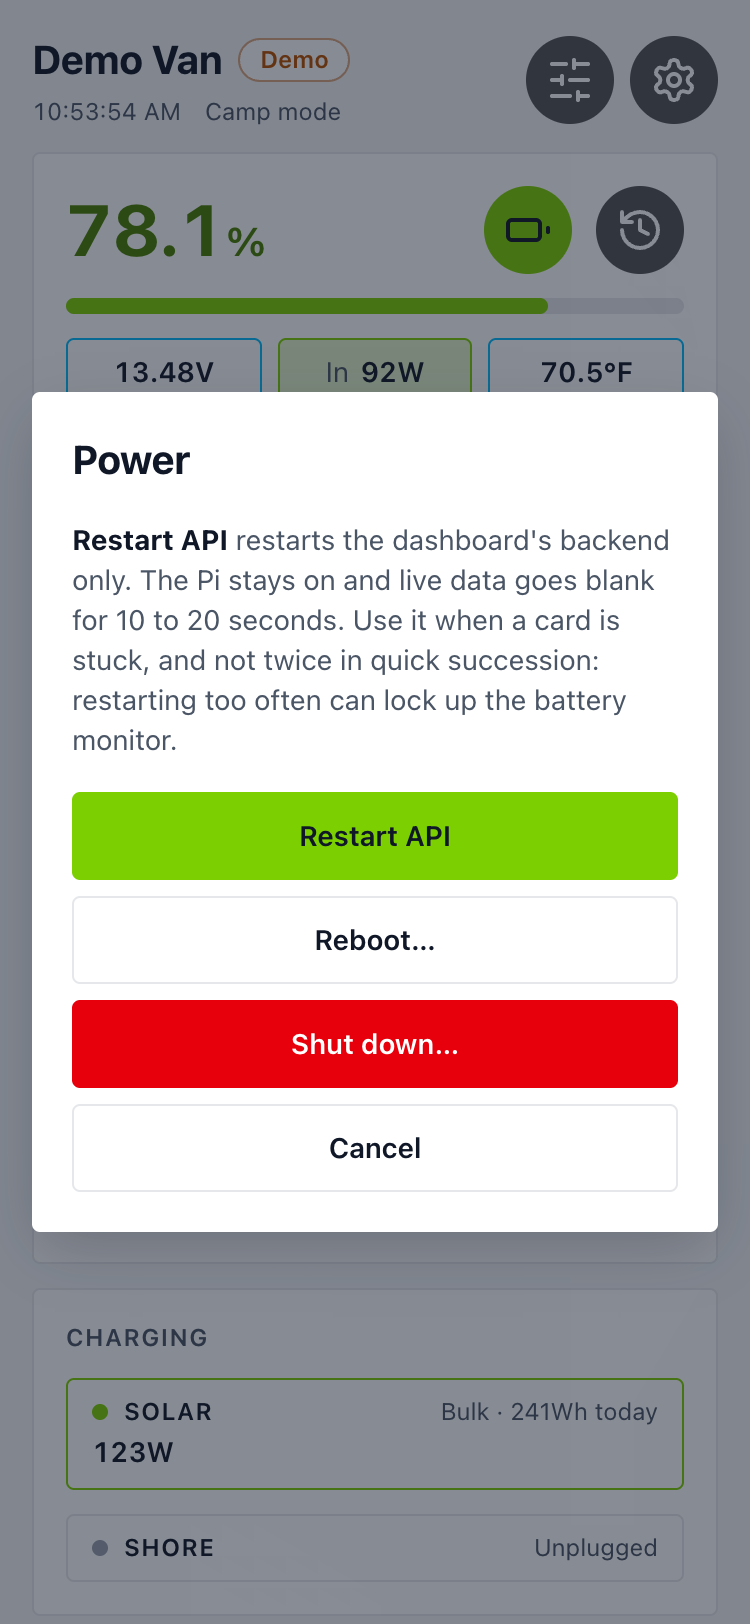 Demo Van Demo
10:53:54 AM Camp mode
78.1%
13.48V In 92W 70.5°F
Power
Restart API restarts the dashboard's backend
only. The Pi stays on and live data goes blank
for 10 to 20 seconds. Use it when a card is
stuck, and not twice in quick succession:
restarting too often can lock up the battery
monitor.
Restart API
Reboot...
Shut down...
Cancel
CHARGING
SOLAR Bulk · 241Wh today
123W
SHORE Unplugged